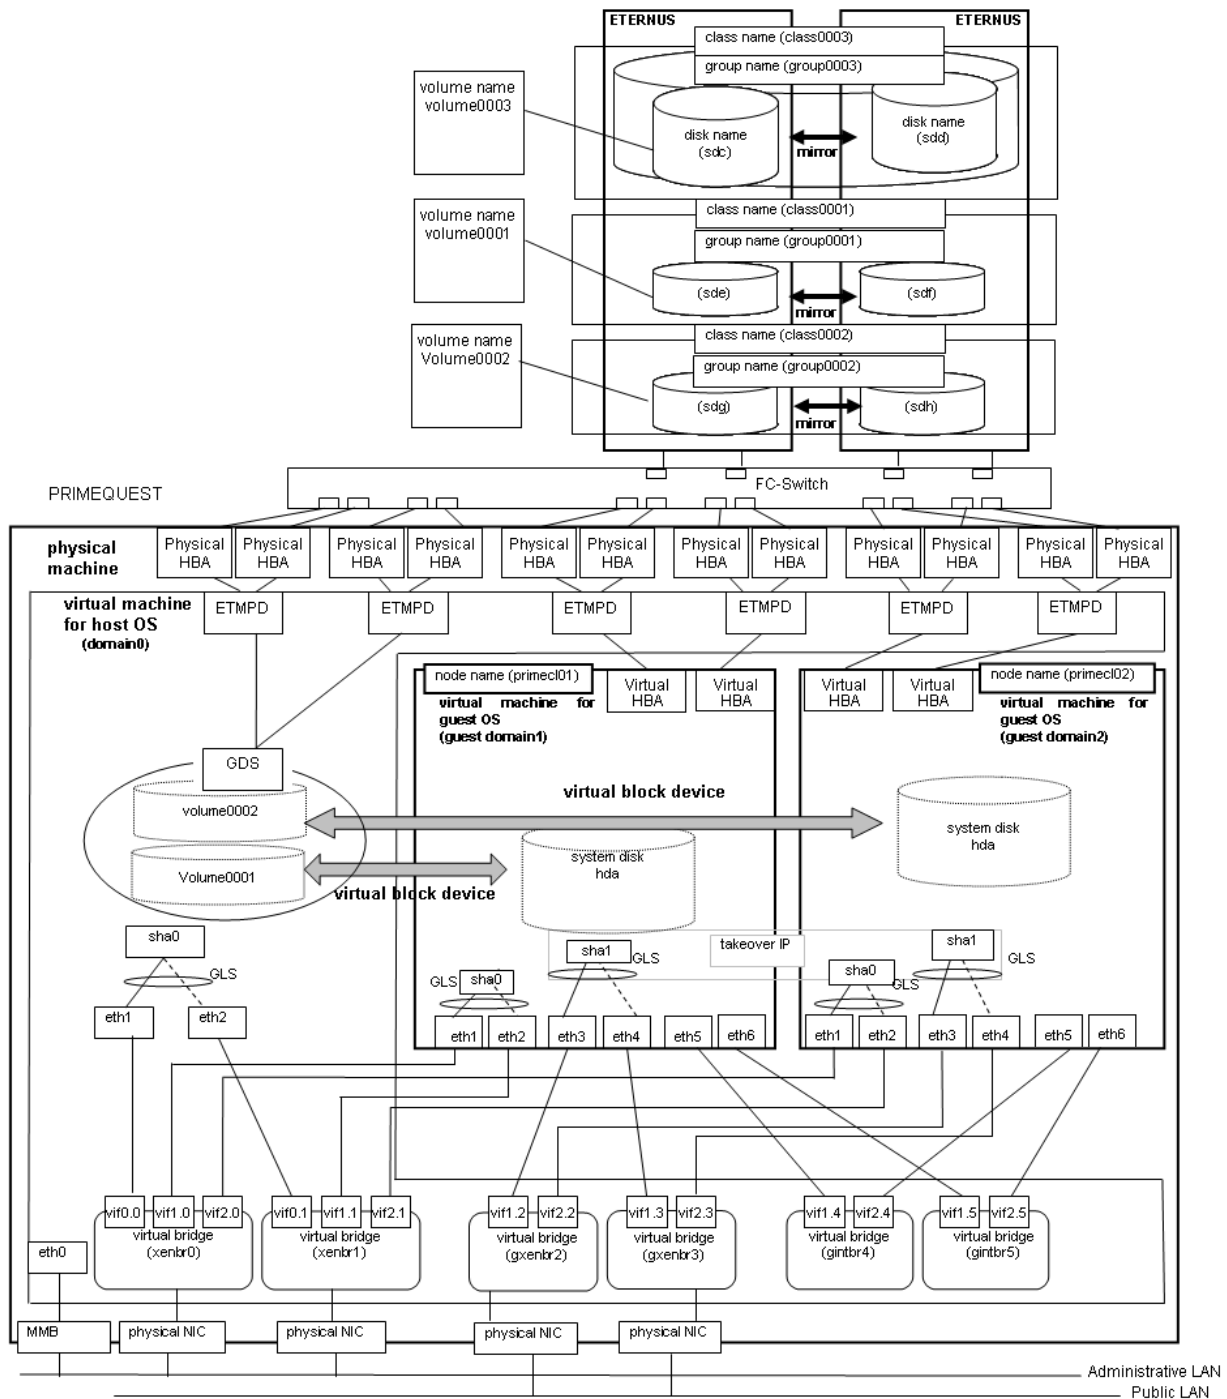 ETERNUS
ETERNUS
class name (class0003)
group name (group0003)
volume name
volume0003
disk name
(sdc)
mirror
disk name
(sdd)
class name (class0001)
volume name
volume0001
group name (group0001)
(sde)
mirror
(sdf)
class name (class0002)
volume name
Volume0002
group name (group0002)
(sdg)
mirror
(sdh)
FC-Switch
PRIMEQUEST
physical
machine
Physical
HBA
Physical
HBA
Physical
HBA
Physical
HBA
Physical
HBA
Physical
HBA
Physical
HBA
Physical
HBA
Physical
HBA
Physical
HBA
Physical
HBA
Physical
HBA
virtual machine
for host OS
(domain0)
ETMPD
ETMPD
ETMPD
ETMPD
ETMPD
ETMPD
node name (primecl01)
virtual machine for
guest OS
(guest domain1)
Virtual
HBA
Virtual
HBA
Virtual
HBA
Virtual
HBA
node name (primecl02)
virtual machine for
guest OS
(guest domain2)
GDS
volume0002
virtual block device
system disk
hda
Volume0001
virtual block device
system disk
hda
sha0
GLS
eth1
eth2
GLS
sha0
sha1
GLS
takeover IP
sha0
GLS
sha1
GLS
eth1
eth2
eth3
eth4
eth5
eth6
eth1
eth2
eth3
eth4
eth5
eth6
vif0.0
vif1.0
vif2.0
virtual bridge
(xenbr0)
vif0.1
vif1.1
vif2.1
virtual bridge
(xenbr1)
vif1.2
vif2.2
virtual bridge
(gxenbr2)
vif1.3
vif2.3
virtual bridge
(gxenbr3)
vif1.4
vif2.4
virtual bridge
(gintbr4)
vif1.5
vif2.5
virtual bridge
(gintbr5)
eth0
MMB
physical NIC
physical NIC
physical NIC
physical NIC
Administrative LAN
Public LAN